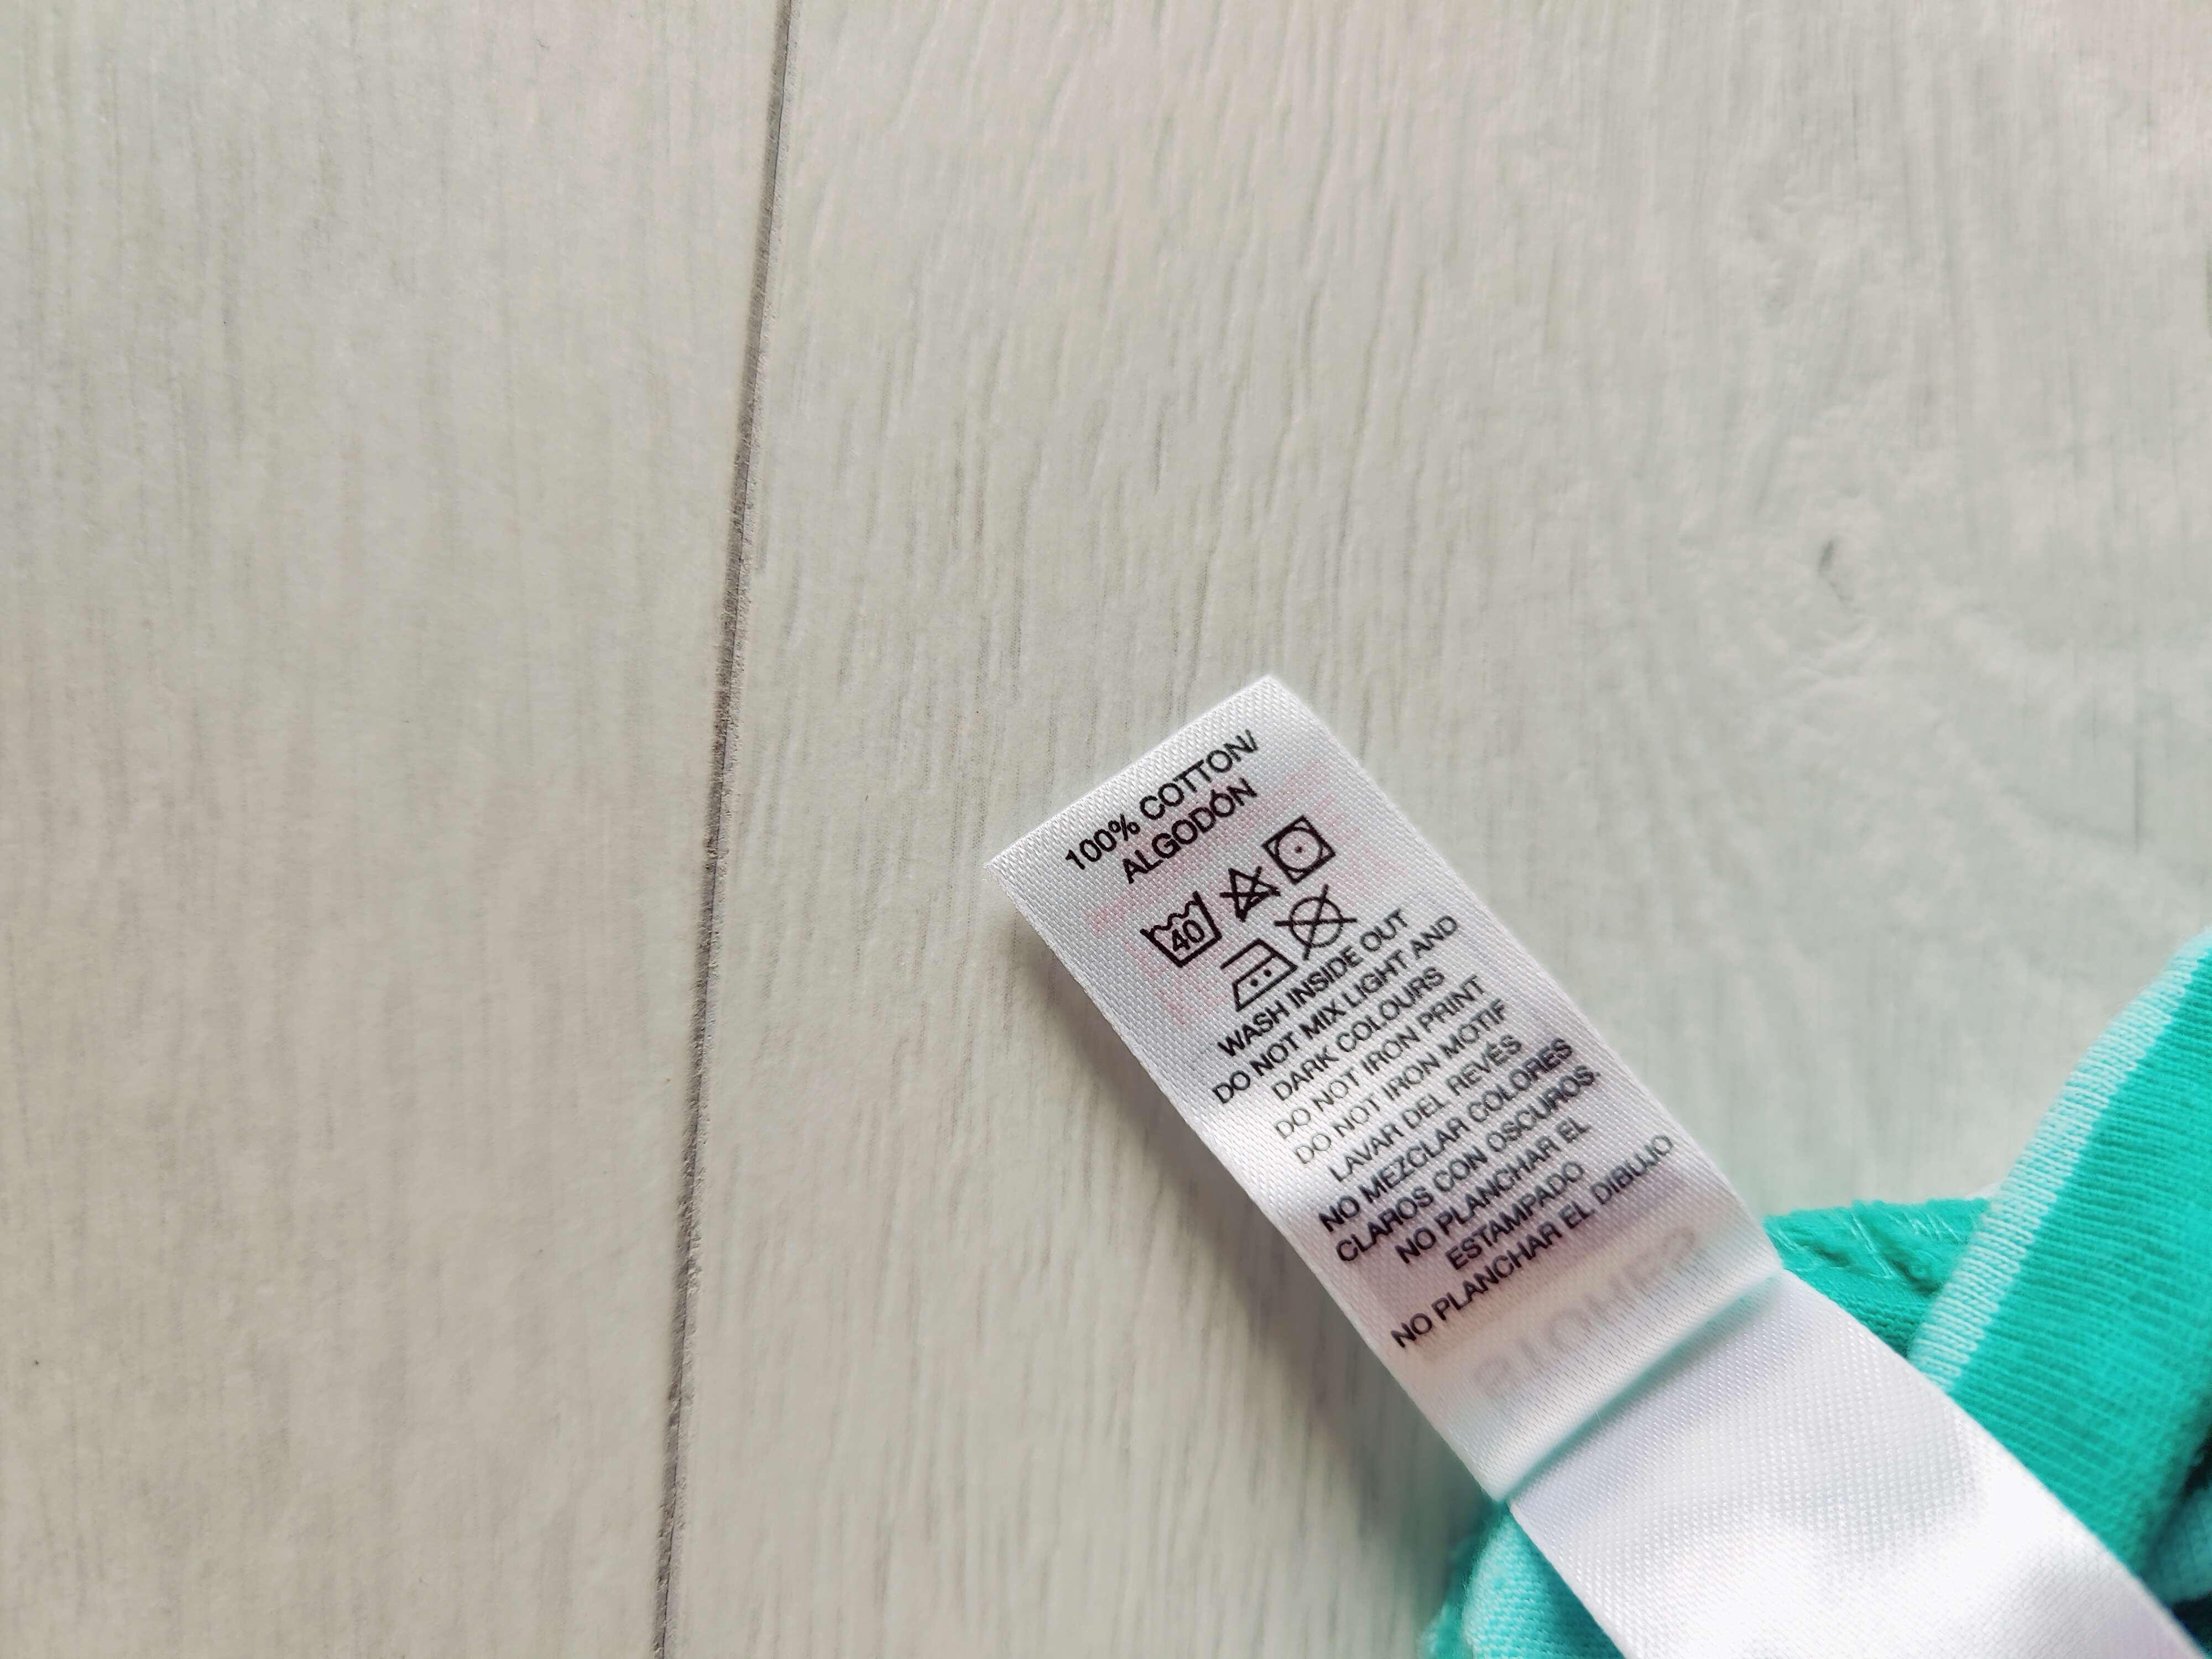 100% COTTON/
ALGODÓN
40
WASH INSIDE OUT
DO NOT MIX LIGHT AND
DARK COLOURS
DO NOT IRON PRINT
DO NOT IRON MOTIF
LAVAR DEL REVÉS
NO MEZCLAR COLORES
CLAROS CON OSCUROS.
NO PLANCHAR EL
ESTAMPADO
NO PLANCHAR EL DIBUJO